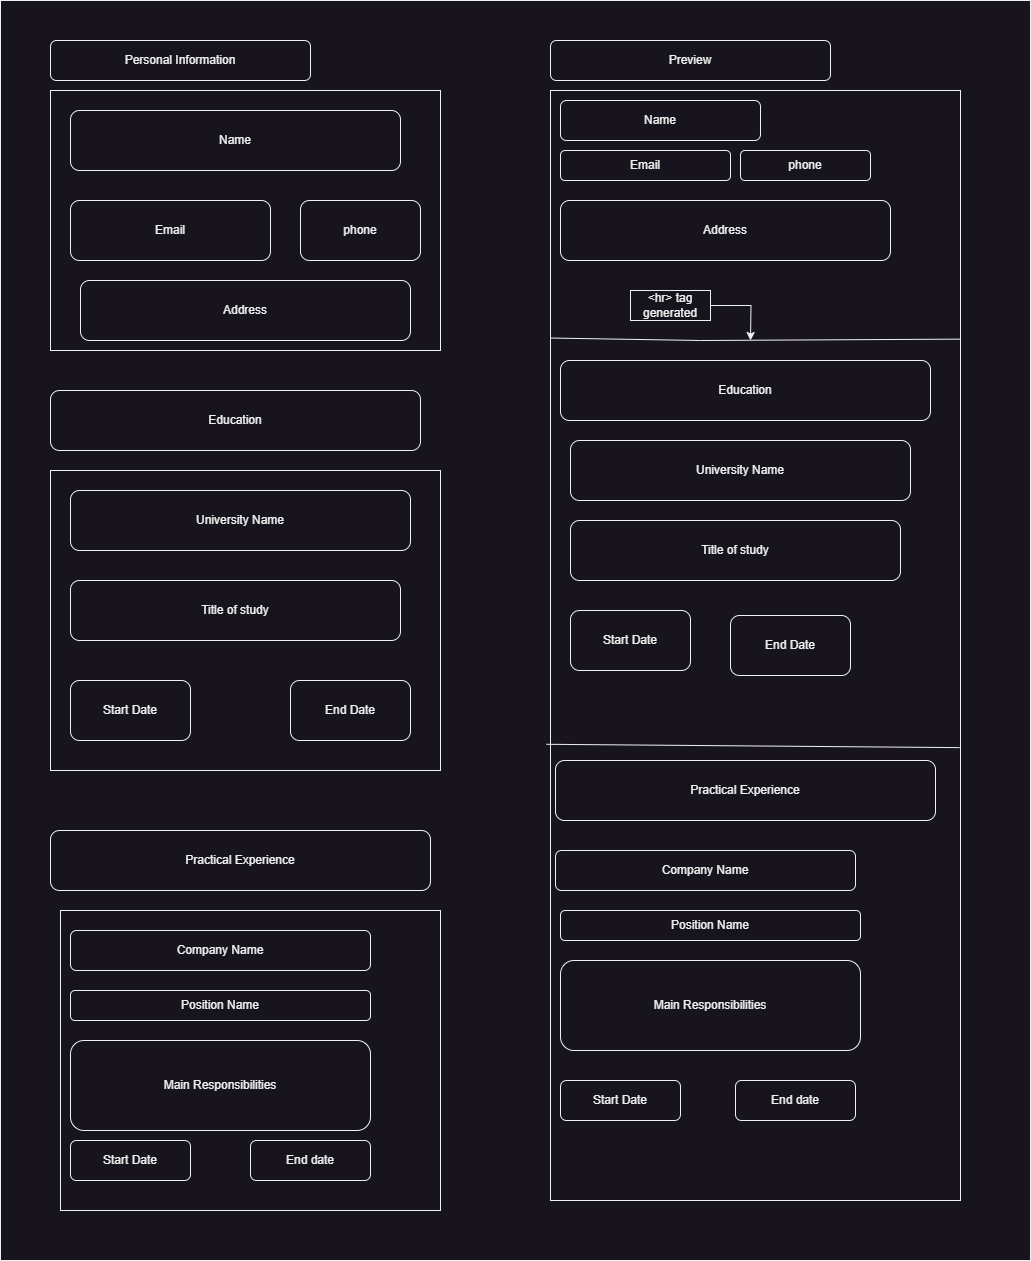 Personal Information
Name
Email
phone
Address
Education
University Name
Title of study
Start Date
End Date
Practical Experience
Company Name
Position Name
Main Responsibilities
Start Date
End date
Preview
Name
Email
phone
Address
<hr> tag
generated
Education
University Name
Title of study
Start Date
End Date
Practical Experience
Company Name
Position Name
Main Responsibilities
Start Date
End date